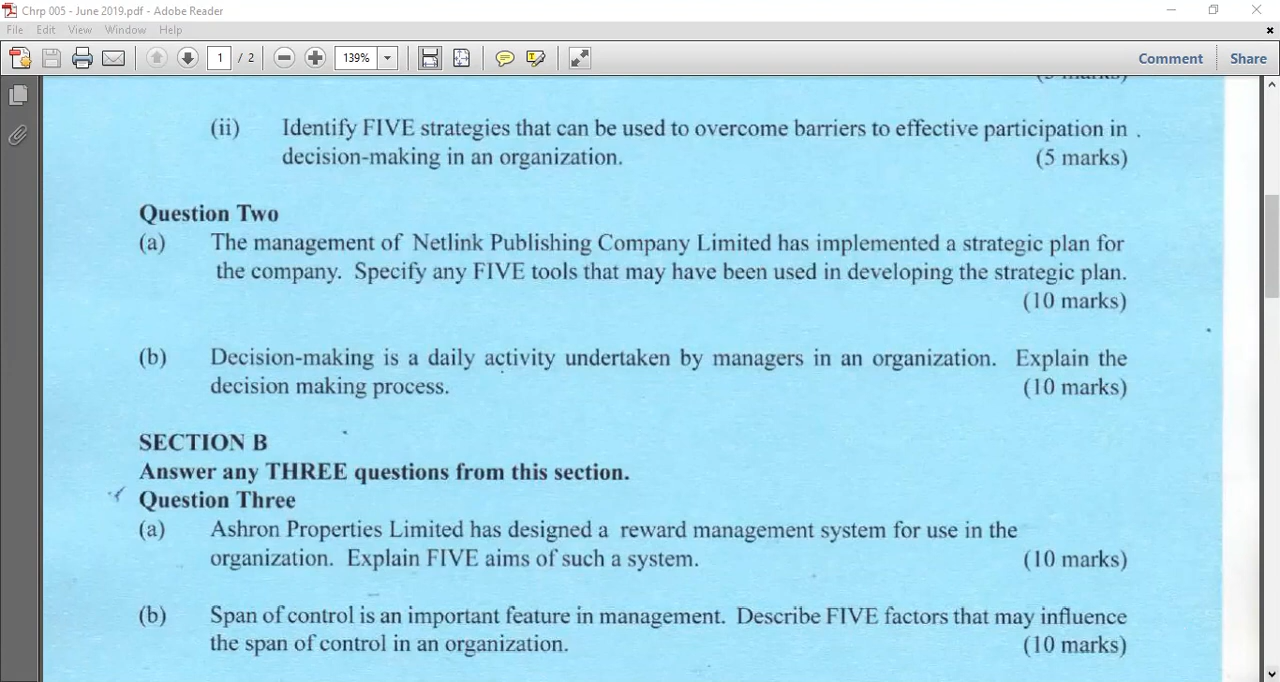 Chrp 005 - June 2019.pdf - Adobe Reader
File Edit View Window Help
1 / 2 139% Comment Share
(ii) Identify FIVE strategies that can be used to overcome barriers to effective participation in .
decision-making in an organization. (5 marks)
Question Two
(a) The management of Netlink Publishing Company Limited has implemented a strategic plan for
the company. Specify any FIVE tools that may have been used in developing the strategic plan.
(10 marks)
(b) Decision-making is a daily activity undertaken by managers in an organization. Explain the
decision making process. (10 marks)
SECTION B
Answer any THREE questions from this section.
Question Three
(a) Ashron Properties Limited has designed a reward management system for use in the
organization. Explain FIVE aims of such a system. (10 marks)
(b) Span of control is an important feature in management. Describe FIVE factors that may influence
the span of control in an organization. (10 marks)